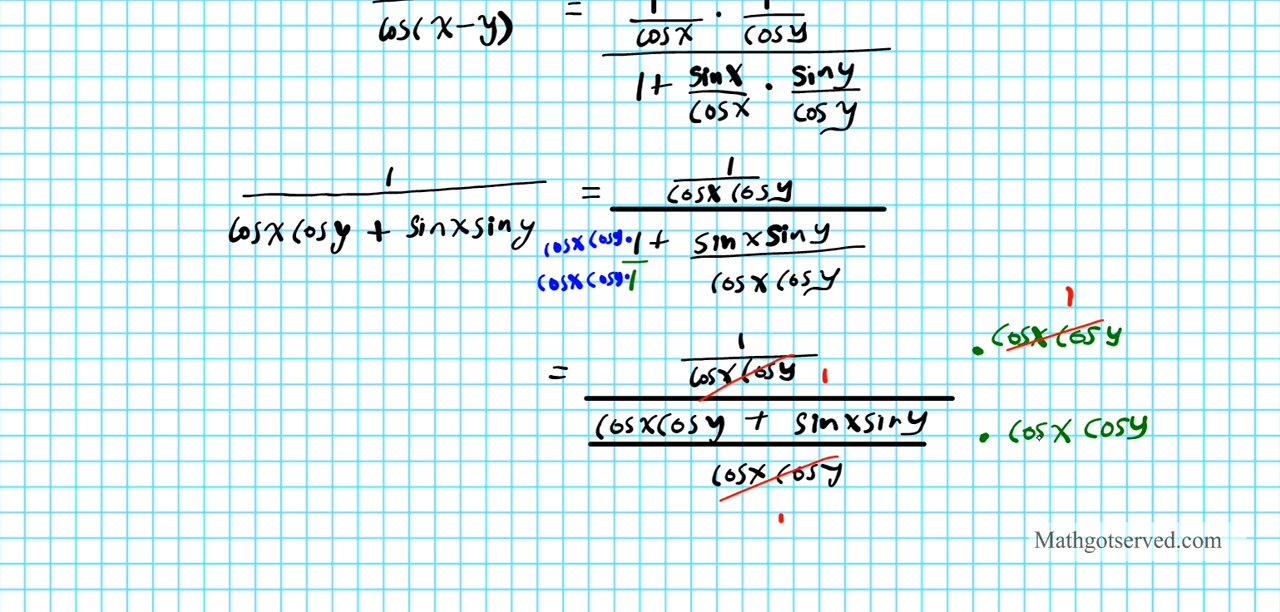 1/cos(x-y) = 1/cosx · 1/cosy
1 + sinx/cosx · siny/cosy
1 = 1
cosx cosy + sinx siny cosx cosy
cosx cosy · 1 + sinx siny
cosx cosy · 1 cosx cosy
1 · cosx cosy 1
= 1
cosx cosy 1
cosx cosy + sinx siny · cosx cosy
cosx cosy
1
Mathgotserved.com